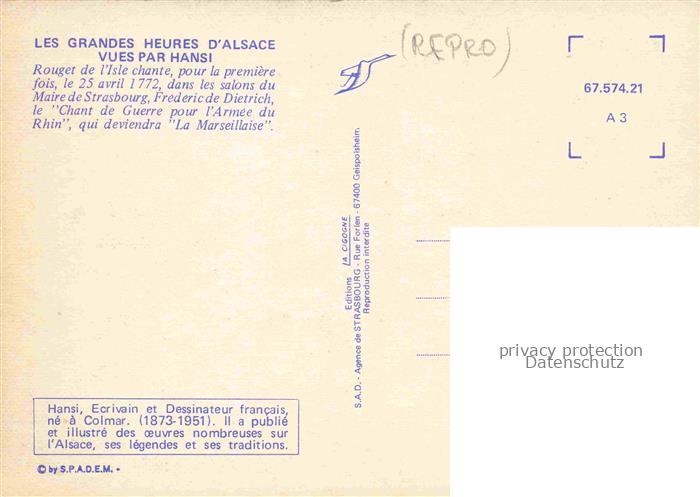 LES GRANDES HEURES D'ALSACE
VUES PAR HANSI
Rouget de l'Isle chante, pour la première
fois, le 25 avril 1772, dans les salons du
Maire de Strasbourg, Frederic de Dietrich,
le "Chant de Guerre pour l'Armée du
Rhin", qui deviendra "La Marseillaise".
(REPRO)
67.574.21
A 3
Editions LA CIGOGNE
S.A.D. - Agence de STRASBOURG - Rue Forlen - 67400 Geispolsheim.
Reproduction interdite
privacy protection
Datenschutz
Hansi, Ecrivain et Dessinateur français,
né à Colmar. (1873-1951). Il a publié
et illustré des œuvres nombreuses sur
l'Alsace, ses légendes et ses traditions.
© by S.P.A.D.E.M. -